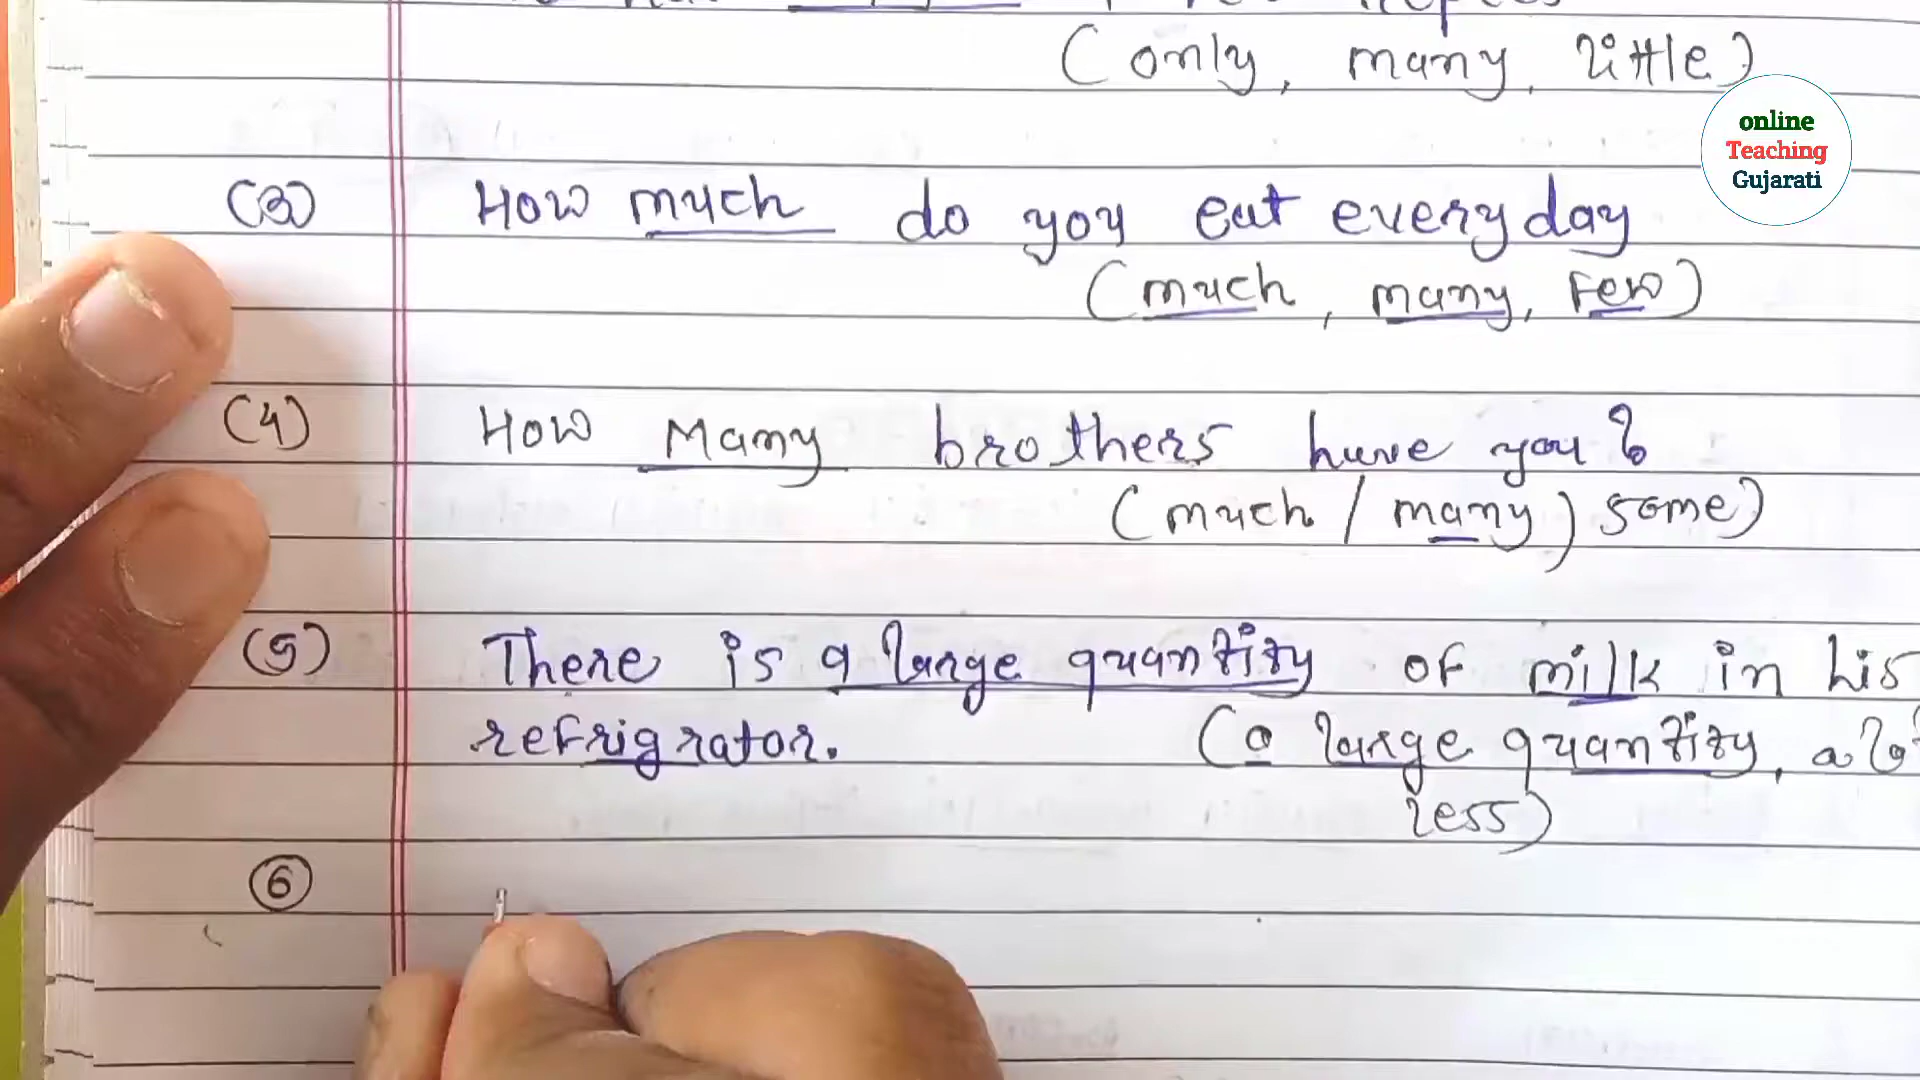 (only, many, little)
online
Teaching
Gujarati
(3) How much do you eat everyday
(much, many, Few)
(4) How Many brothers have you?
(much / many) some)
(5) There is a large quantity of milk in his
refrigrator. (a large quantity, a lot
less)
6